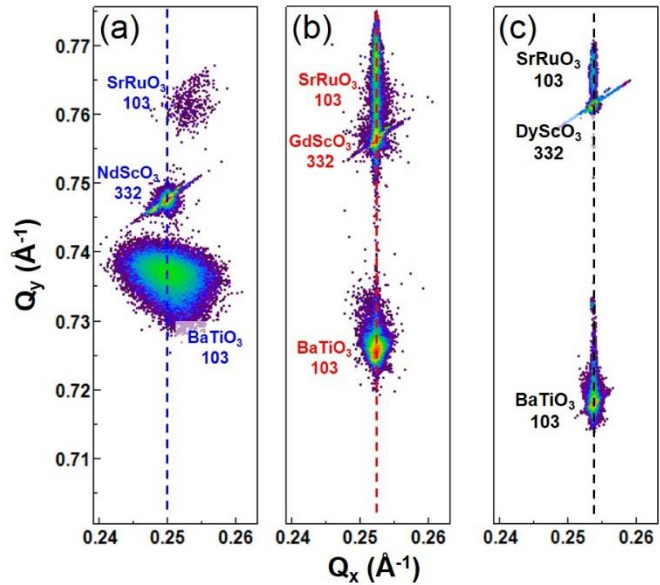 (a)
SrRuO₃
103
NdScO₃
332
BaTiO₃
103
(b)
SrRuO₃
103
GdScO₃
332
BaTiO₃
103
(c)
SrRuO₃
103
DyScO₃
332
BaTiO₃
103
Q_y (Å⁻¹)
0.77
0.76
0.75
0.74
0.73
0.72
0.71
0.24 0.25 0.26
0.24 0.25 0.26
0.24 0.25 0.26
Q_x (Å⁻¹)